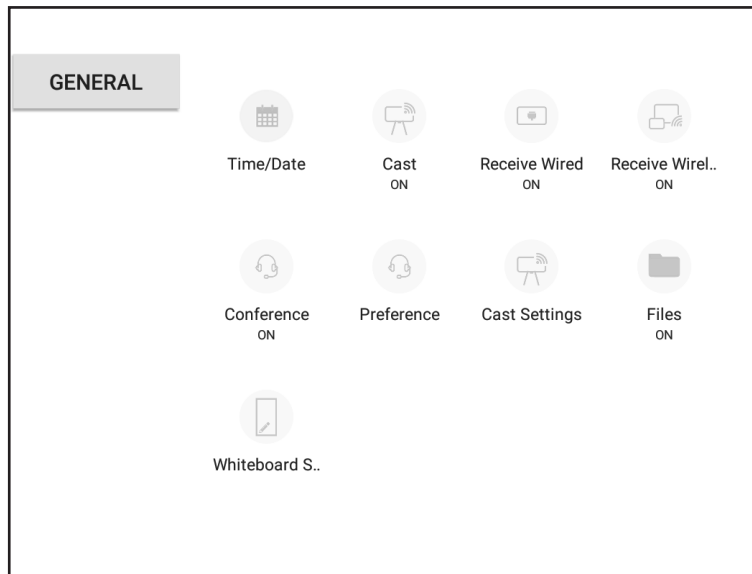 GENERAL
Time/Date
Cast
ON
Receive Wired
ON
Receive Wirel..
ON
Conference
ON
Preference
Cast Settings
Files
ON
Whiteboard S..